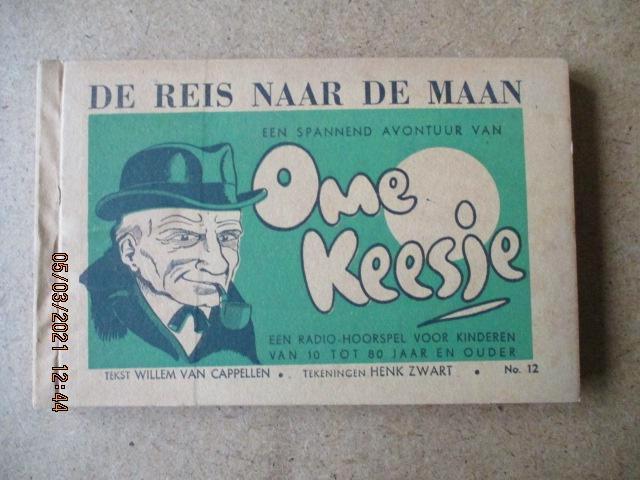 DE REIS NAAR DE MAAN
EEN SPANNEND AVONTUUR VAN
Ome
Keesje
EEN RADIO-HOORSPEL VOOR KINDEREN
VAN 10 TOT 80 JAAR EN OUDER
TEKST WILLEM VAN CAPPELLEN • TEKENINGEN HENK ZWART • No. 12
05/03/2021 12:44